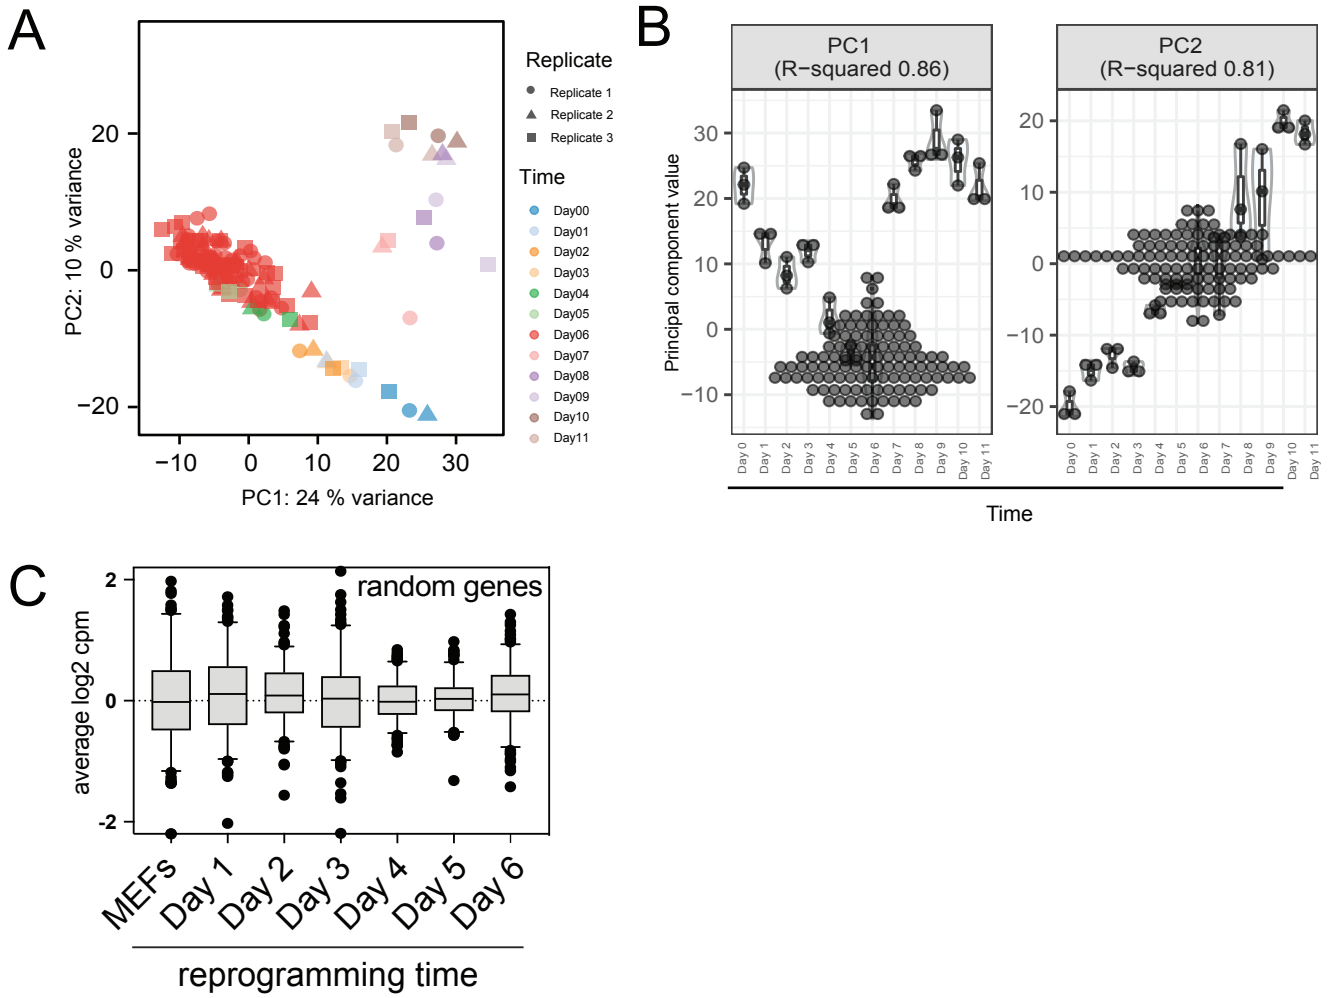 A
20
0
−20
PC2: 10 % variance
−10
0
10
20
30
PC1: 24 % variance
Replicate
Replicate 1
Replicate 2
Replicate 3
Time
Day00
Day01
Day02
Day03
Day04
Day05
Day06
Day07
Day08
Day09
Day10
Day11
B
PC1
(R−squared 0.86)
PC2
(R−squared 0.81)
Principal component value
30
20
10
0
−10
20
10
0
−10
−20
Day 0
Day 1
Day 2
Day 3
Day 4
Day 5
Day 6
Day 7
Day 8
Day 9
Day 10
Day 11
Day 0
Day 1
Day 2
Day 3
Day 4
Day 5
Day 6
Day 7
Day 8
Day 9
Day 10
Day 11
Time
C
random genes
average log2 cpm
2
0
-2
MEFs
Day 1
Day 2
Day 3
Day 4
Day 5
Day 6
reprogramming time